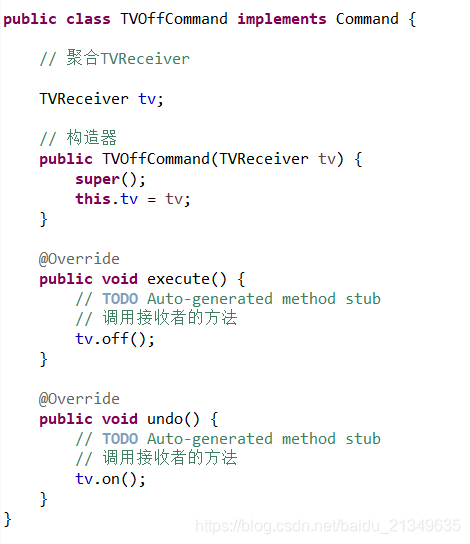 public class TVOffCommand implements Command {
// 聚合TVReceiver
TVReceiver tv;
// 构造器
public TVOffCommand(TVReceiver tv) {
super();
this.tv = tv;
}
@Override
public void execute() {
// TODO Auto-generated method stub
// 调用接收者的方法
tv.off();
}
@Override
public void undo() {
// TODO Auto-generated method stub
// 调用接收者的方法
tv.on();
}
}
https://blog.csdn.net/baidu_21349635